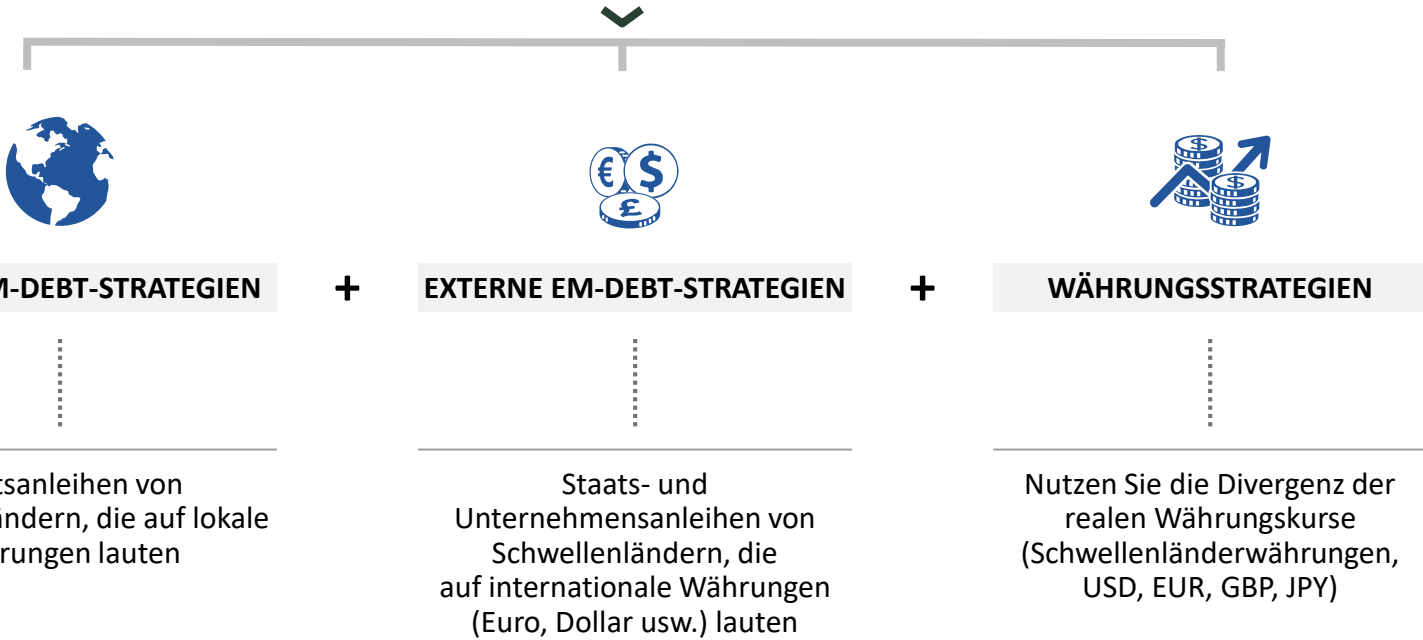 M-DEBT-STRATEGIEN + EXTERNE EM-DEBT-STRATEGIEN + WÄHRUNGSSTRATEGIEN
tsanleihen von
ändern, die auf lokale
rungen lauten
Staats- und
Unternehmensanleihen von
Schwellenländern, die
auf internationale Währungen
(Euro, Dollar usw.) lauten
Nutzen Sie die Divergenz der
realen Währungskurse
(Schwellenländerwährungen,
USD, EUR, GBP, JPY)